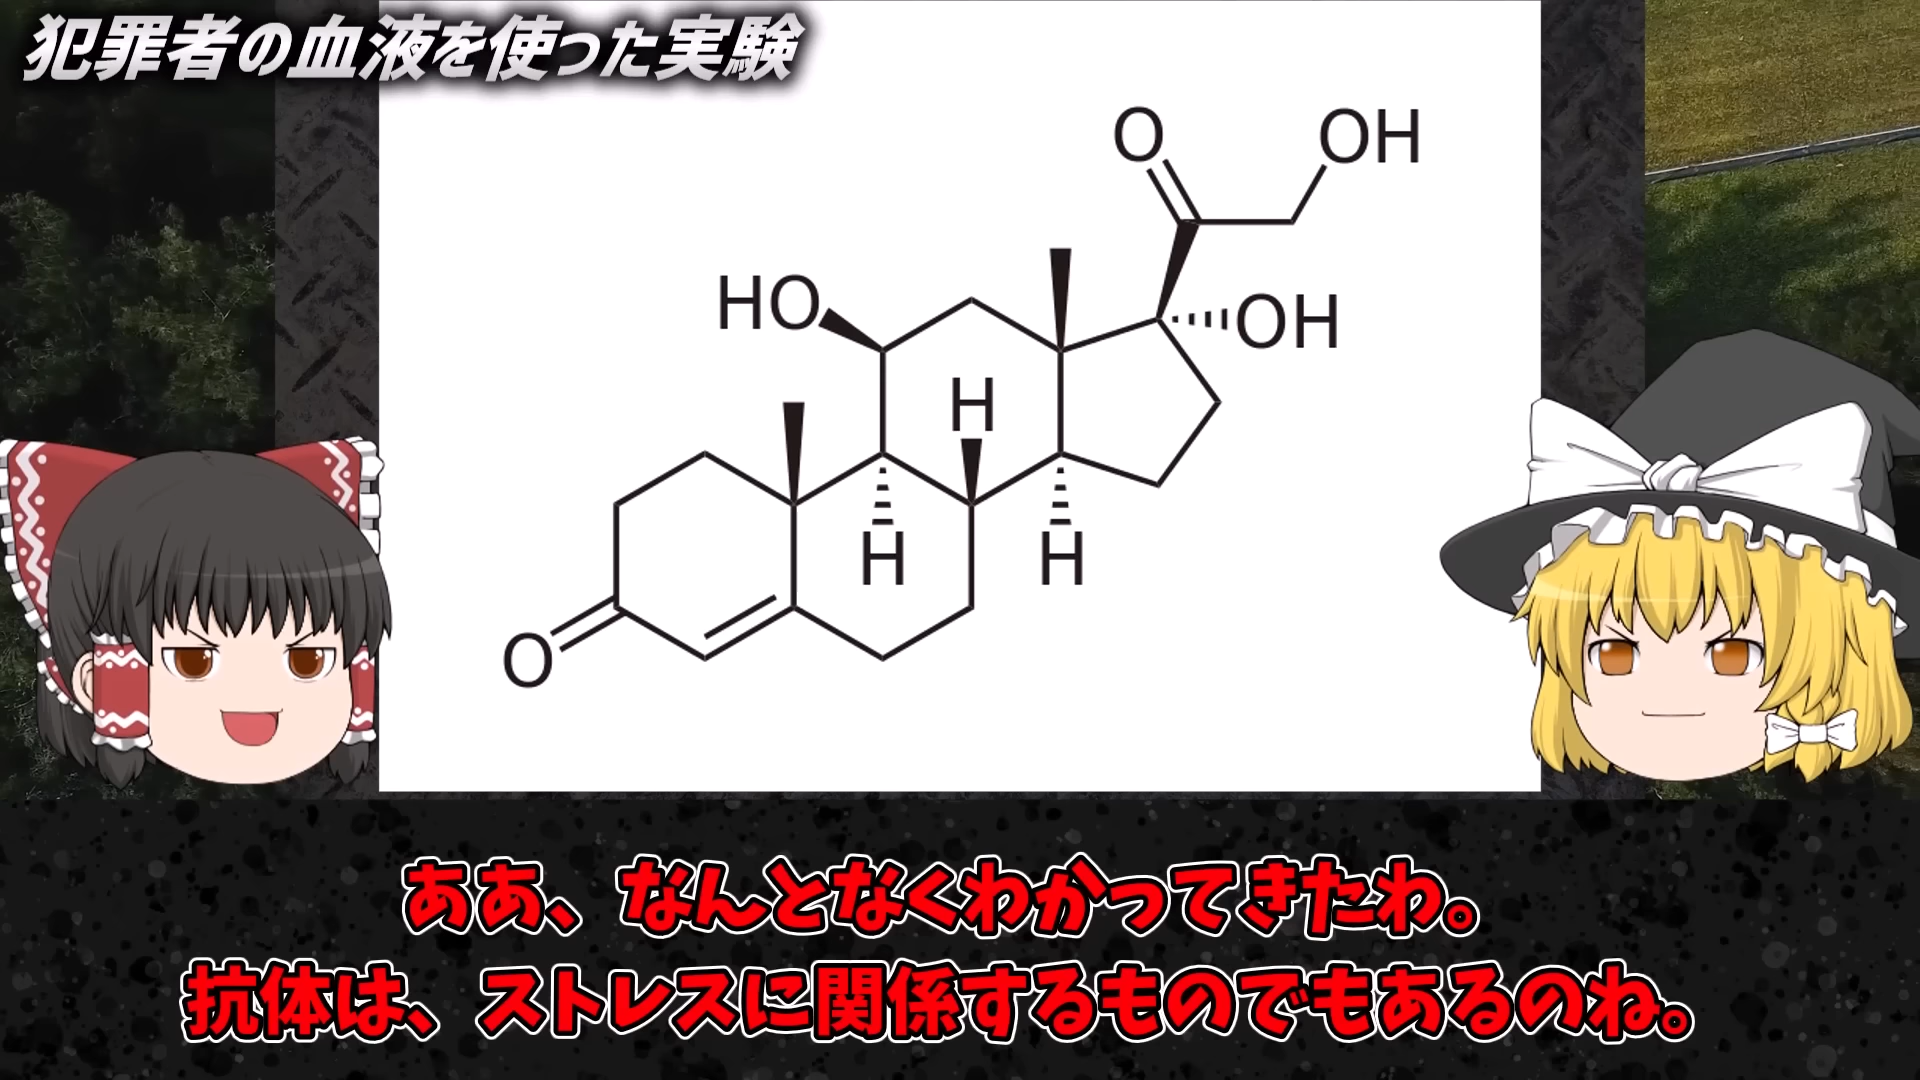 犯罪者の血液を使った実験
O
OH
HO
OH
H
H
H
O
ああ、なんとなくわかってきたわ。
抗体は、ストレスに関係するものでもあるのね。